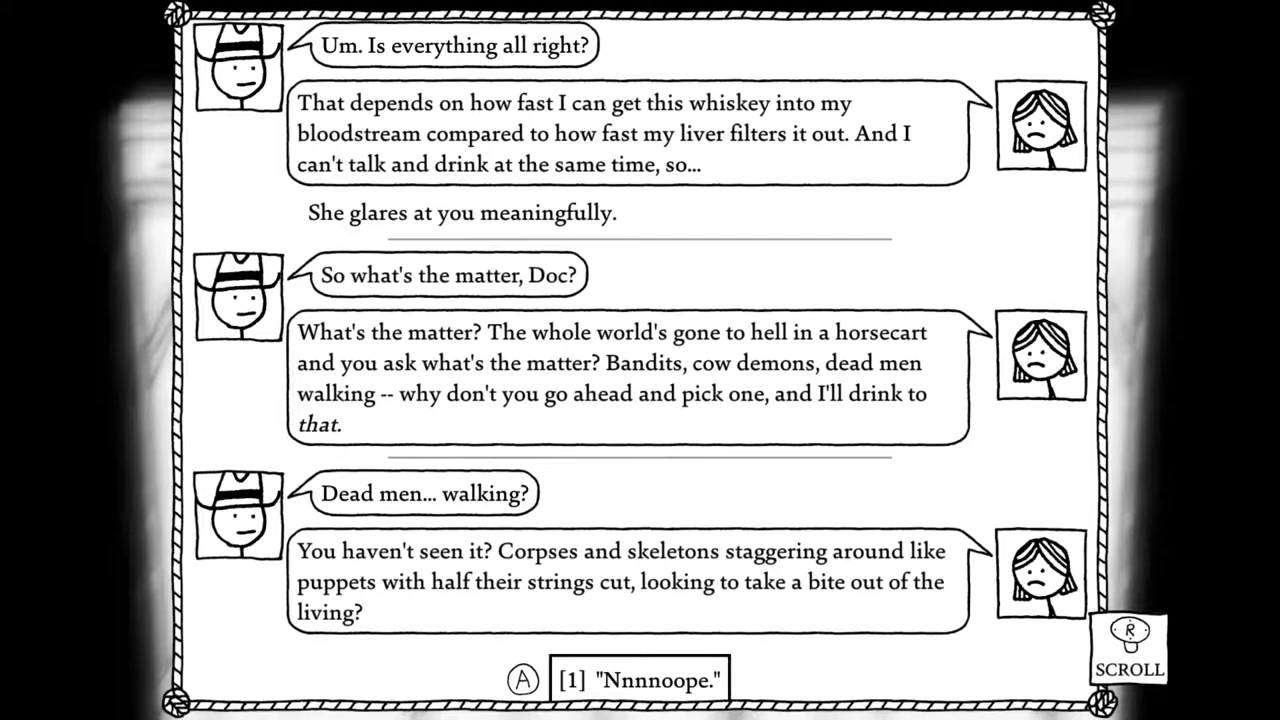 Um. Is everything all right?
That depends on how fast I can get this whiskey into my
bloodstream compared to how fast my liver filters it out. And I
can't talk and drink at the same time, so...
She glares at you meaningfully.
So what's the matter, Doc?
What's the matter? The whole world's gone to hell in a horsecart
and you ask what's the matter? Bandits, cow demons, dead men
walking -- why don't you go ahead and pick one, and I'll drink to
that.
Dead men... walking?
You haven't seen it? Corpses and skeletons staggering around like
puppets with half their strings cut, looking to take a bite out of the
living?
R
SCROLL
A [1] "Nnnnoope."